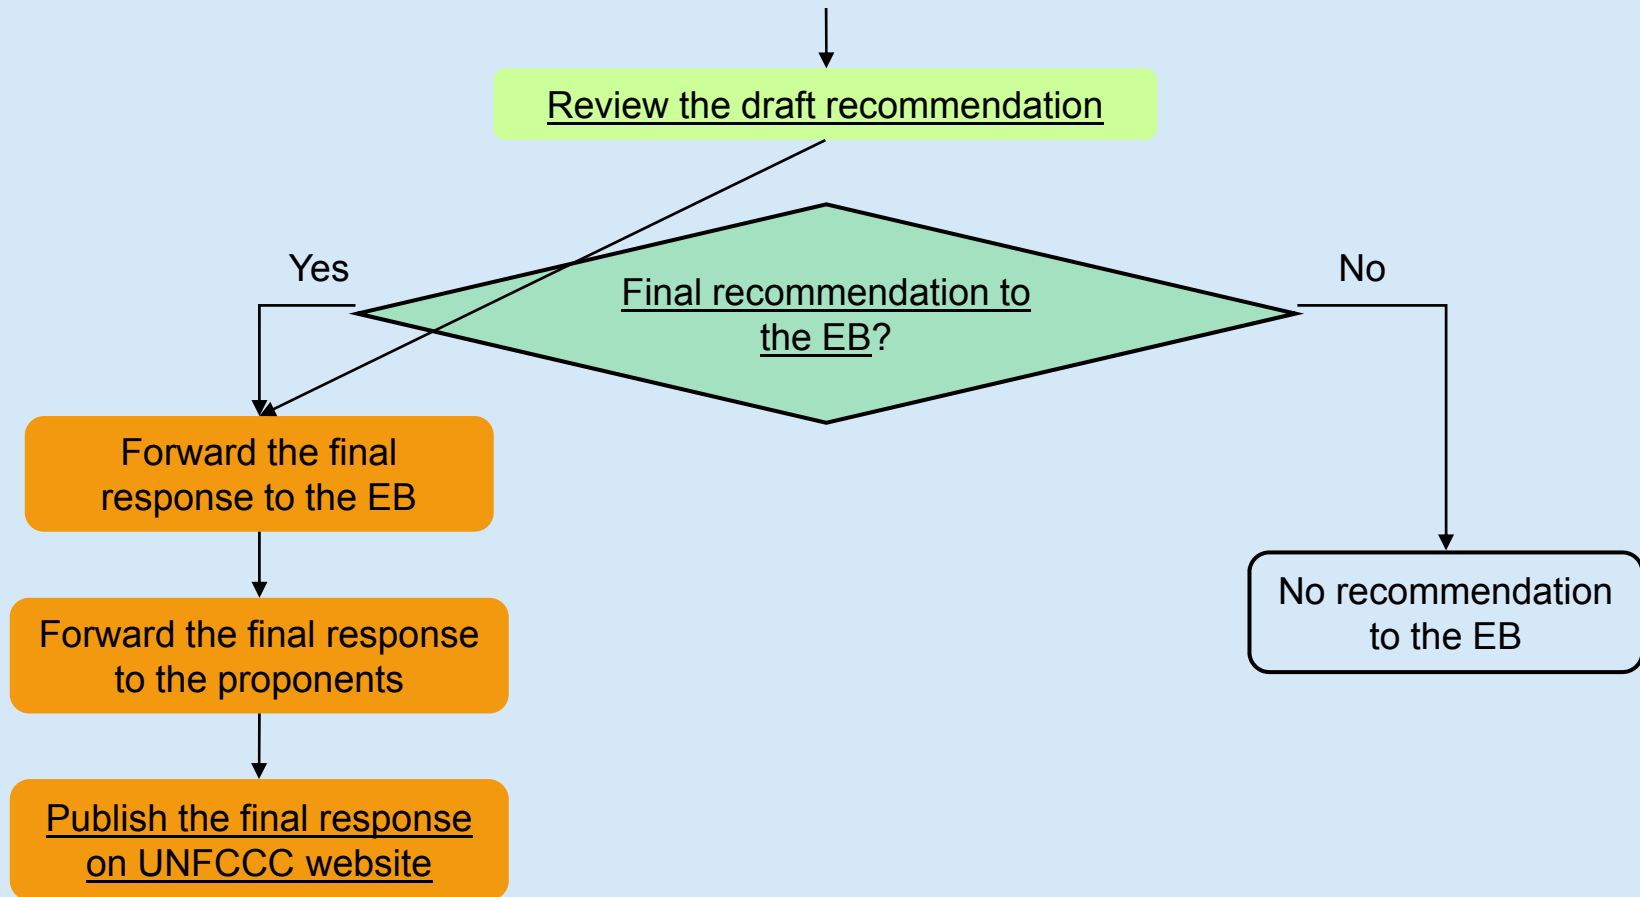 Review the draft recommendation
Yes
No
Final recommendation to
the EB?
Forward the final
response to the EB
Forward the final response
to the proponents
No recommendation
to the EB
Publish the final response
on UNFCCC website